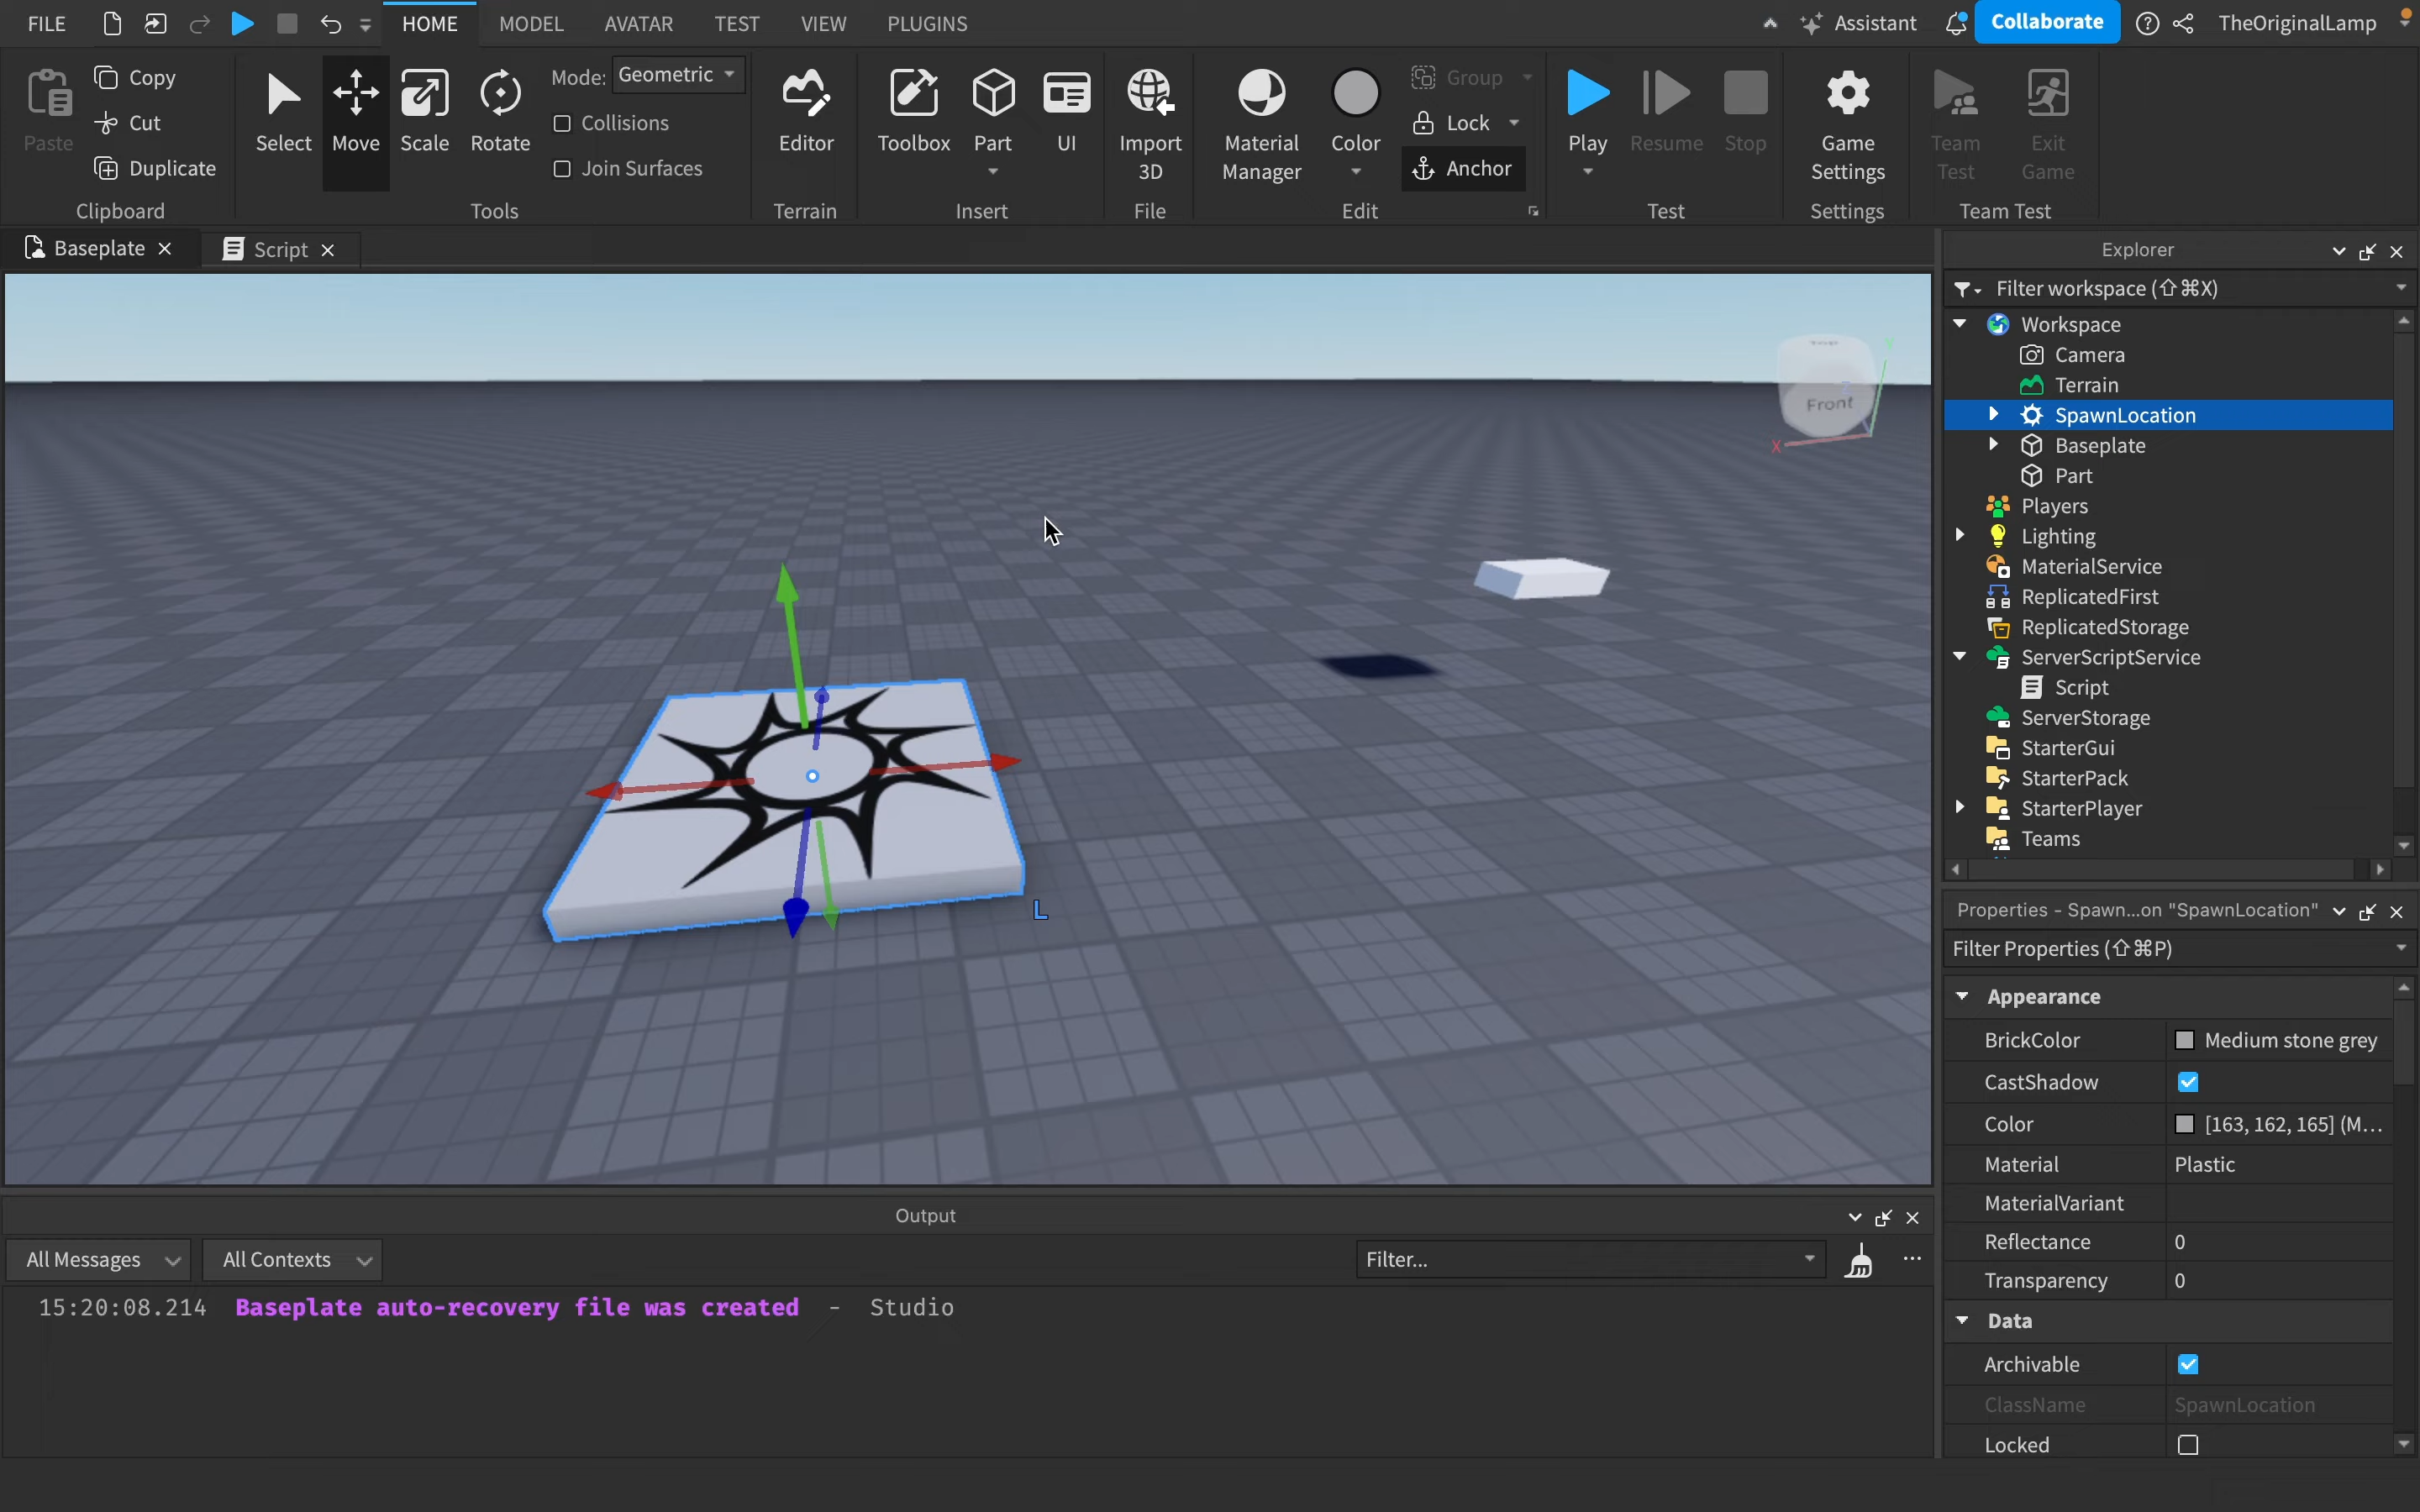 FILE HOME MODEL AVATAR TEST VIEW PLUGINS Assistant Collaborate TheOriginalLamp
Paste
Copy
Cut
Duplicate
Clipboard
Select
Move
Scale
Rotate
Mode: Geometric
Collisions
Join Surfaces
Tools
Editor
Terrain
Toolbox
Part
UI
Insert
Import
3D
File
Material
Manager
Color
Group
Lock
Anchor
Edit
Play
Resume
Stop
Test
Game
Settings
Settings
Team
Test
Exit
Game
Team Test
Baseplate
Script
Top
Front
Y
Z
X
L
Explorer
Filter workspace (⇧⌘X)
Workspace
Camera
Terrain
SpawnLocation
Baseplate
Part
Players
Lighting
MaterialService
ReplicatedFirst
ReplicatedStorage
ServerScriptService
Script
ServerStorage
StarterGui
StarterPack
StarterPlayer
Teams
Properties - Spawn...on "SpawnLocation"
Filter Properties (⇧⌘P)
Appearance
BrickColor Medium stone grey
CastShadow
Color [163, 162, 165] (M...
Material Plastic
MaterialVariant
Reflectance 0
Transparency 0
Data
Archivable
ClassName SpawnLocation
Locked
Output
All Messages All Contexts Filter... ...
15:20:08.214 Baseplate auto-recovery file was created - Studio